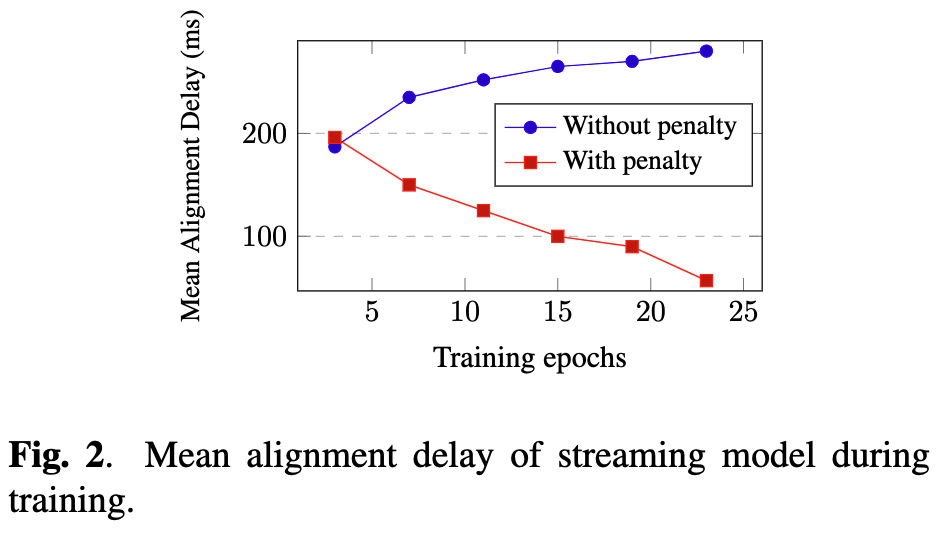 Mean Alignment Delay (ms)
200
100
Without penalty
With penalty
5 10 15 20 25
Training epochs
Fig. 2. Mean alignment delay of streaming model during
training.